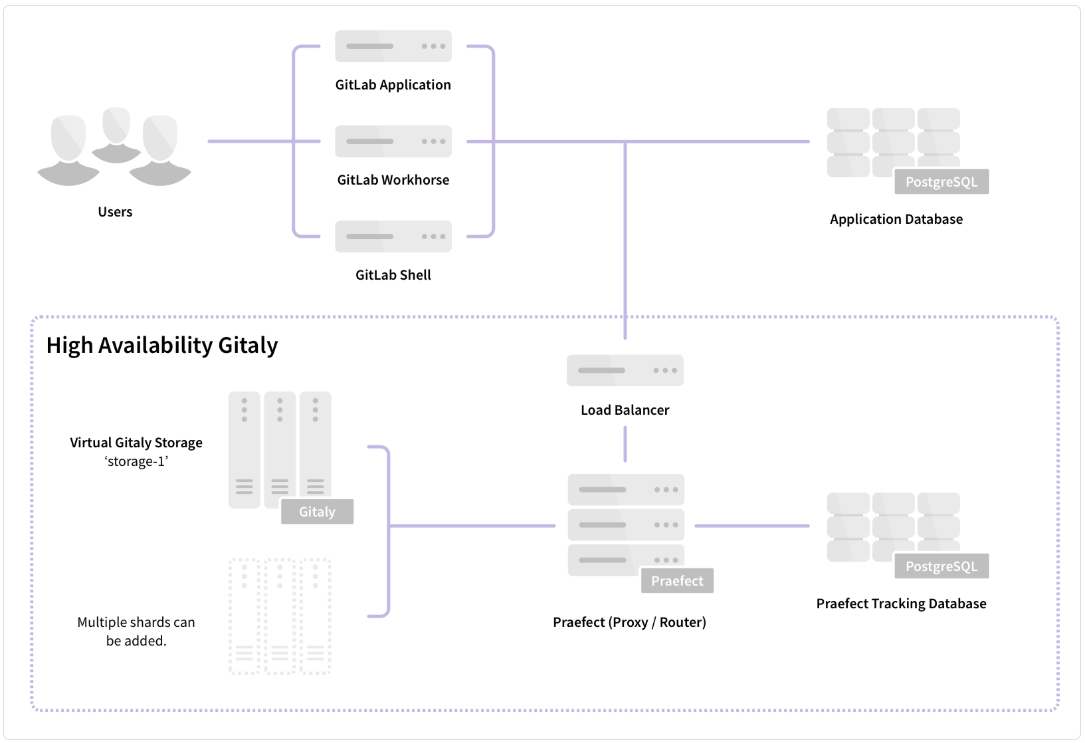 GitLab Application
GitLab Workhorse
PostgreSQL
Users
Application Database
GitLab Shell
High Availability Gitaly
Load Balancer
Virtual Gitaly Storage
‘storage-1’
Gitaly
PostgreSQL
Praefect
Praefect Tracking Database
Multiple shards can
be added.
Praefect (Proxy / Router)